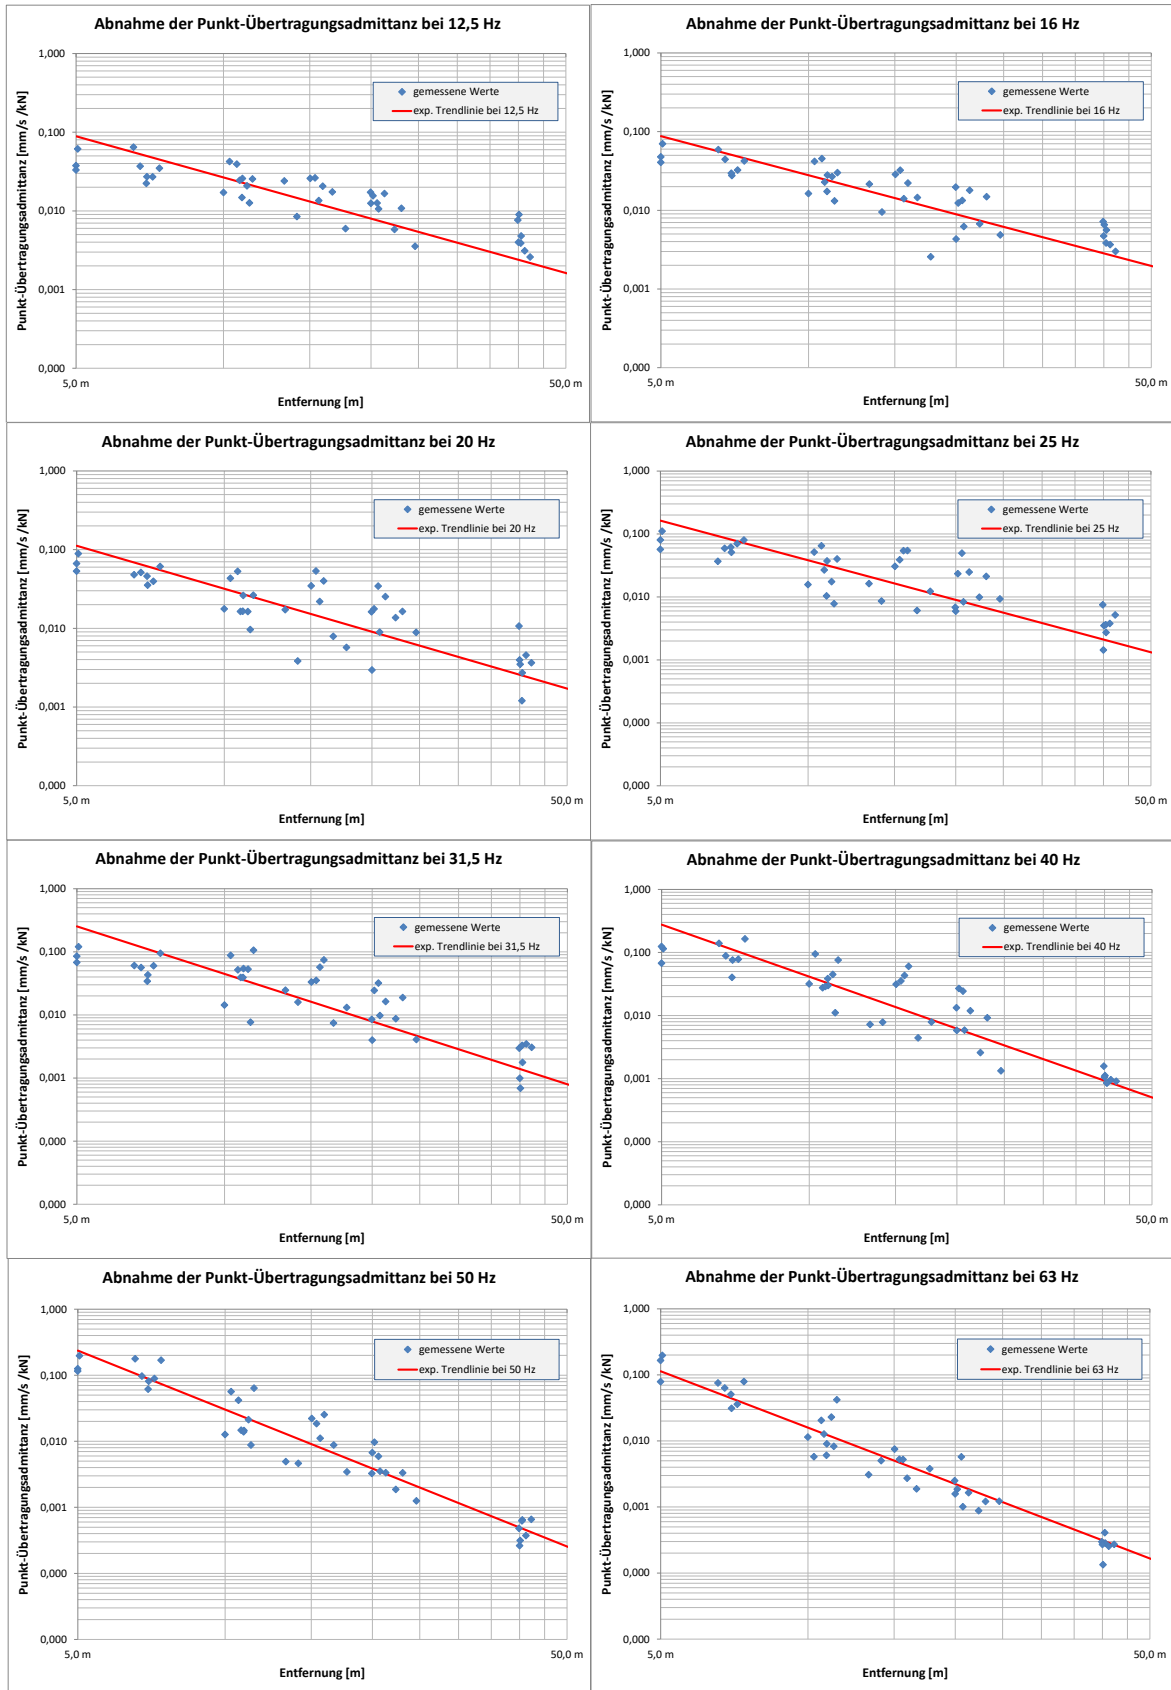 Abnahme der Punkt-Übertragungsadmittanz bei 12,5 Hz
Punkt-Übertragungsadmittanz [mm/s /kN]
1,000
0,100
0,010
0,001
0,000
gemessene Werte
exp. Trendlinie bei 12,5 Hz
5,0 m
50,0 m
Entfernung [m]
Abnahme der Punkt-Übertragungsadmittanz bei 16 Hz
Punkt-Übertragungsadmittanz [mm/s /kN]
1,000
0,100
0,010
0,001
0,000
gemessene Werte
exp. Trendlinie bei 16 Hz
5,0 m
50,0 m
Entfernung [m]
Abnahme der Punkt-Übertragungsadmittanz bei 20 Hz
Punkt-Übertragungsadmittanz [mm/s /kN]
1,000
0,100
0,010
0,001
0,000
gemessene Werte
exp. Trendlinie bei 20 Hz
5,0 m
50,0 m
Entfernung [m]
Abnahme der Punkt-Übertragungsadmittanz bei 25 Hz
Punkt-Übertragungsadmittanz [mm/s /kN]
1,000
0,100
0,010
0,001
0,000
0,000
gemessene Werte
exp. Trendlinie bei 25 Hz
5,0 m
50,0 m
Entfernung [m]
Abnahme der Punkt-Übertragungsadmittanz bei 31,5 Hz
Punkt-Übertragungsadmittanz [mm/s /kN]
1,000
0,100
0,010
0,001
0,000
0,000
gemessene Werte
exp. Trendlinie bei 31,5 Hz
5,0 m
50,0 m
Entfernung [m]
Abnahme der Punkt-Übertragungsadmittanz bei 40 Hz
Punkt-Übertragungsadmittanz [mm/s /kN]
1,000
0,100
0,010
0,001
0,000
0,000
gemessene Werte
exp. Trendlinie bei 40 Hz
5,0 m
50,0 m
Entfernung [m]
Abnahme der Punkt-Übertragungsadmittanz bei 50 Hz
Punkt-Übertragungsadmittanz [mm/s /kN]
1,000
0,100
0,010
0,001
0,000
0,000
gemessene Werte
exp. Trendlinie bei 50 Hz
5,0 m
50,0 m
Entfernung [m]
Abnahme der Punkt-Übertragungsadmittanz bei 63 Hz
Punkt-Übertragungsadmittanz [mm/s /kN]
1,000
0,100
0,010
0,001
0,000
0,000
gemessene Werte
exp. Trendlinie bei 63 Hz
5,0 m
50,0 m
Entfernung [m]